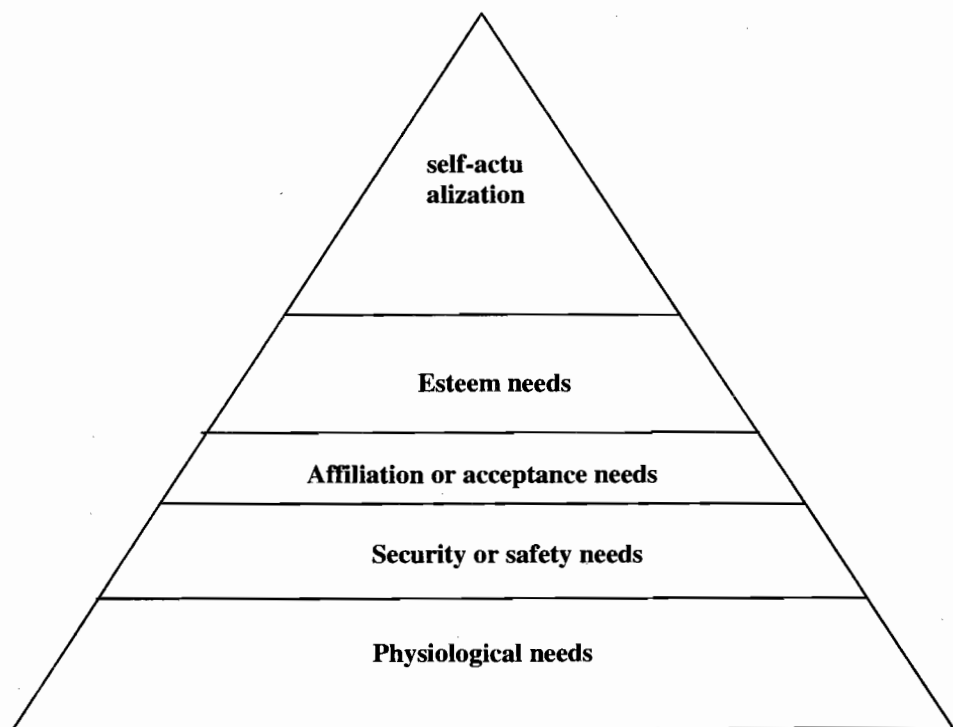 self-actu
alization
Esteem needs
Affiliation or acceptance needs
Security or safety needs
Physiological needs